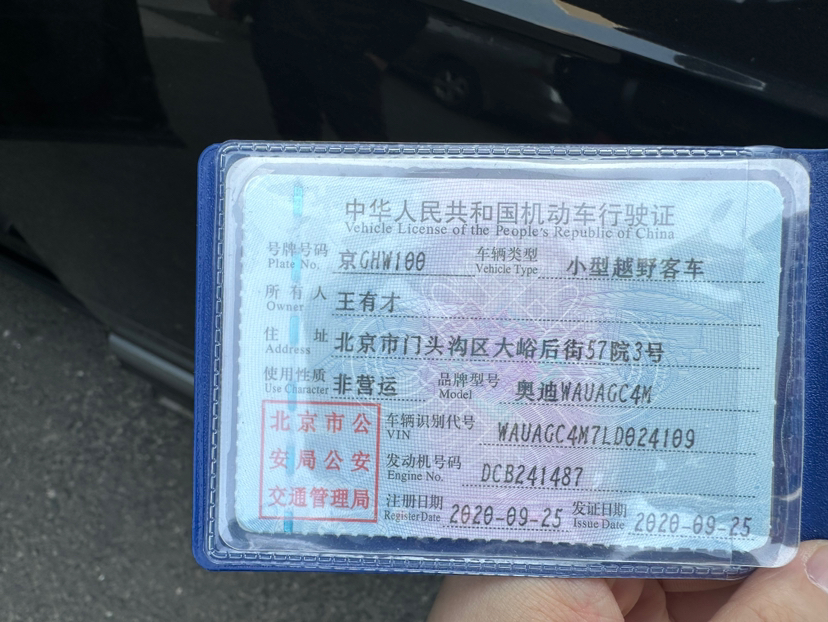 中华人民共和国机动车行驶证
Vehicle License of the People's Republic of China
号牌号码 京GHW100 车辆类型 小型越野客车
Plate No. Vehicle Type
所有人 王有才
Owner
住址 北京市门头沟区大峪后街57院3号
Address
使用性质 非营运 品牌型号 奥迪WAUAGC4M
Use Character Model
北京市公
安局公安
交通管理局
车辆识别代号 WAUAGC4M7LD024109
VIN
发动机号码 DCB241487
Engine No.
注册日期 2020-09-25 发证日期 2020-09-25
Register Date Issue Date